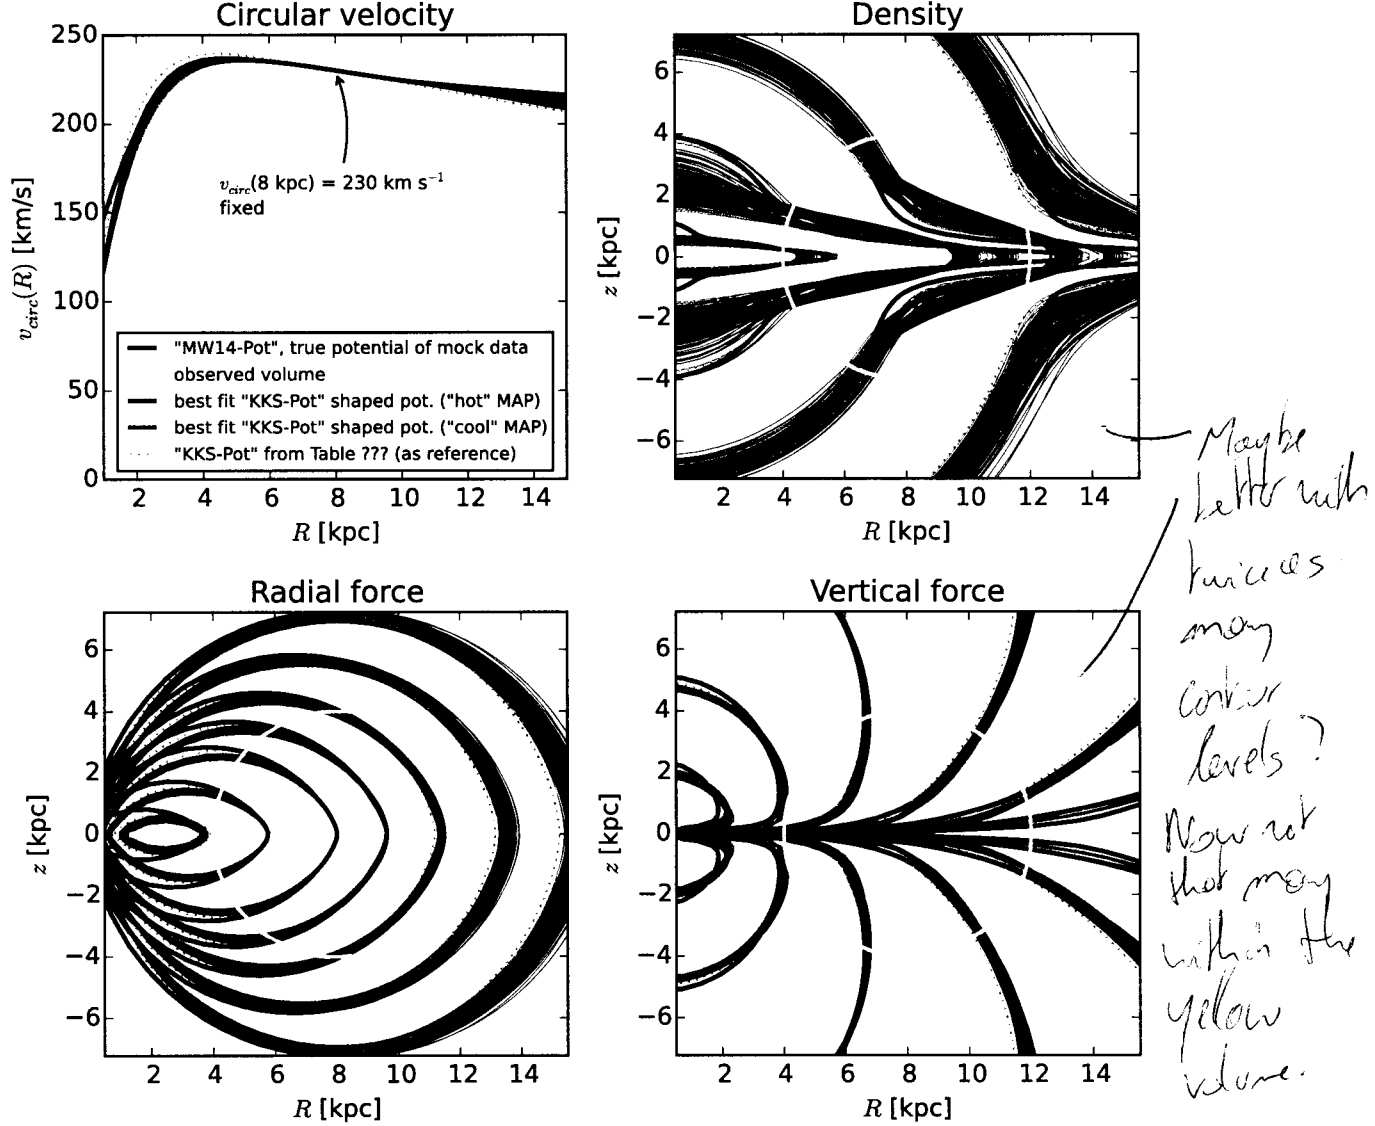 Circular velocity
250
200
150
100
50
0
v_circ(R) [km/s]
v_circ(8 kpc) = 230 km s⁻¹
fixed
"MW14-Pot", true potential of mock data
observed volume
best fit "KKS-Pot" shaped pot. ("hot" MAP)
best fit "KKS-Pot" shaped pot. ("cool" MAP)
"KKS-Pot" from Table ??? (as reference)
2 4 6 8 10 12 14
R [kpc]
Density
6
4
2
0
−2
−4
−6
z [kpc]
2 4 6 8 10 12 14
R [kpc]
Radial force
6
4
2
0
−2
−4
−6
z [kpc]
2 4 6 8 10 12 14
R [kpc]
Vertical force
6
4
2
0
−2
−4
−6
z [kpc]
2 4 6 8 10 12 14
R [kpc]
Maybe
better with
twice as
many
contour
levels?
Now not
that many
within the
yellow
volume.